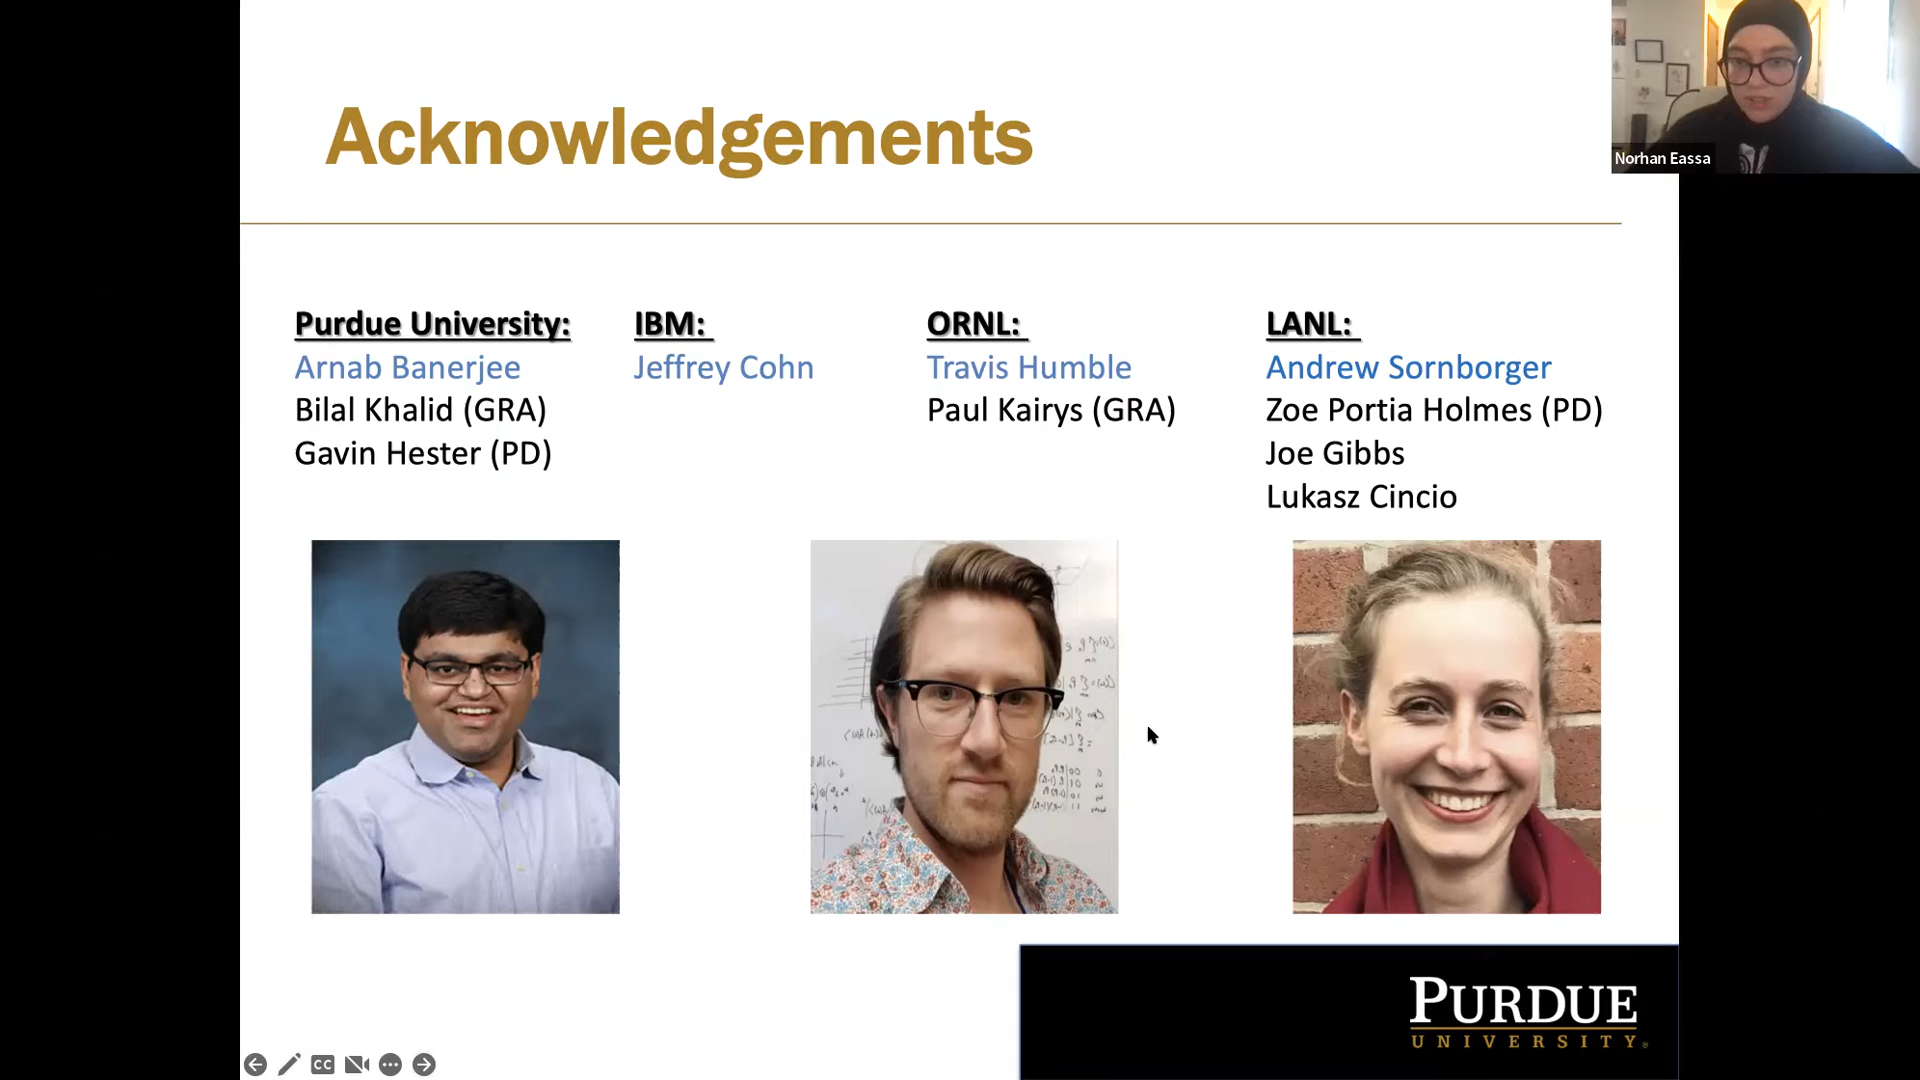 Acknowledgements
Norhan Eassa
Purdue University:
Arnab Banerjee
Bilal Khalid (GRA)
Gavin Hester (PD)
IBM:
Jeffrey Cohn
ORNL:
Travis Humble
Paul Kairys (GRA)
LANL:
Andrew Sornborger
Zoe Portia Holmes (PD)
Joe Gibbs
Lukasz Cincio
PURDUE
UNIVERSITY®
CC